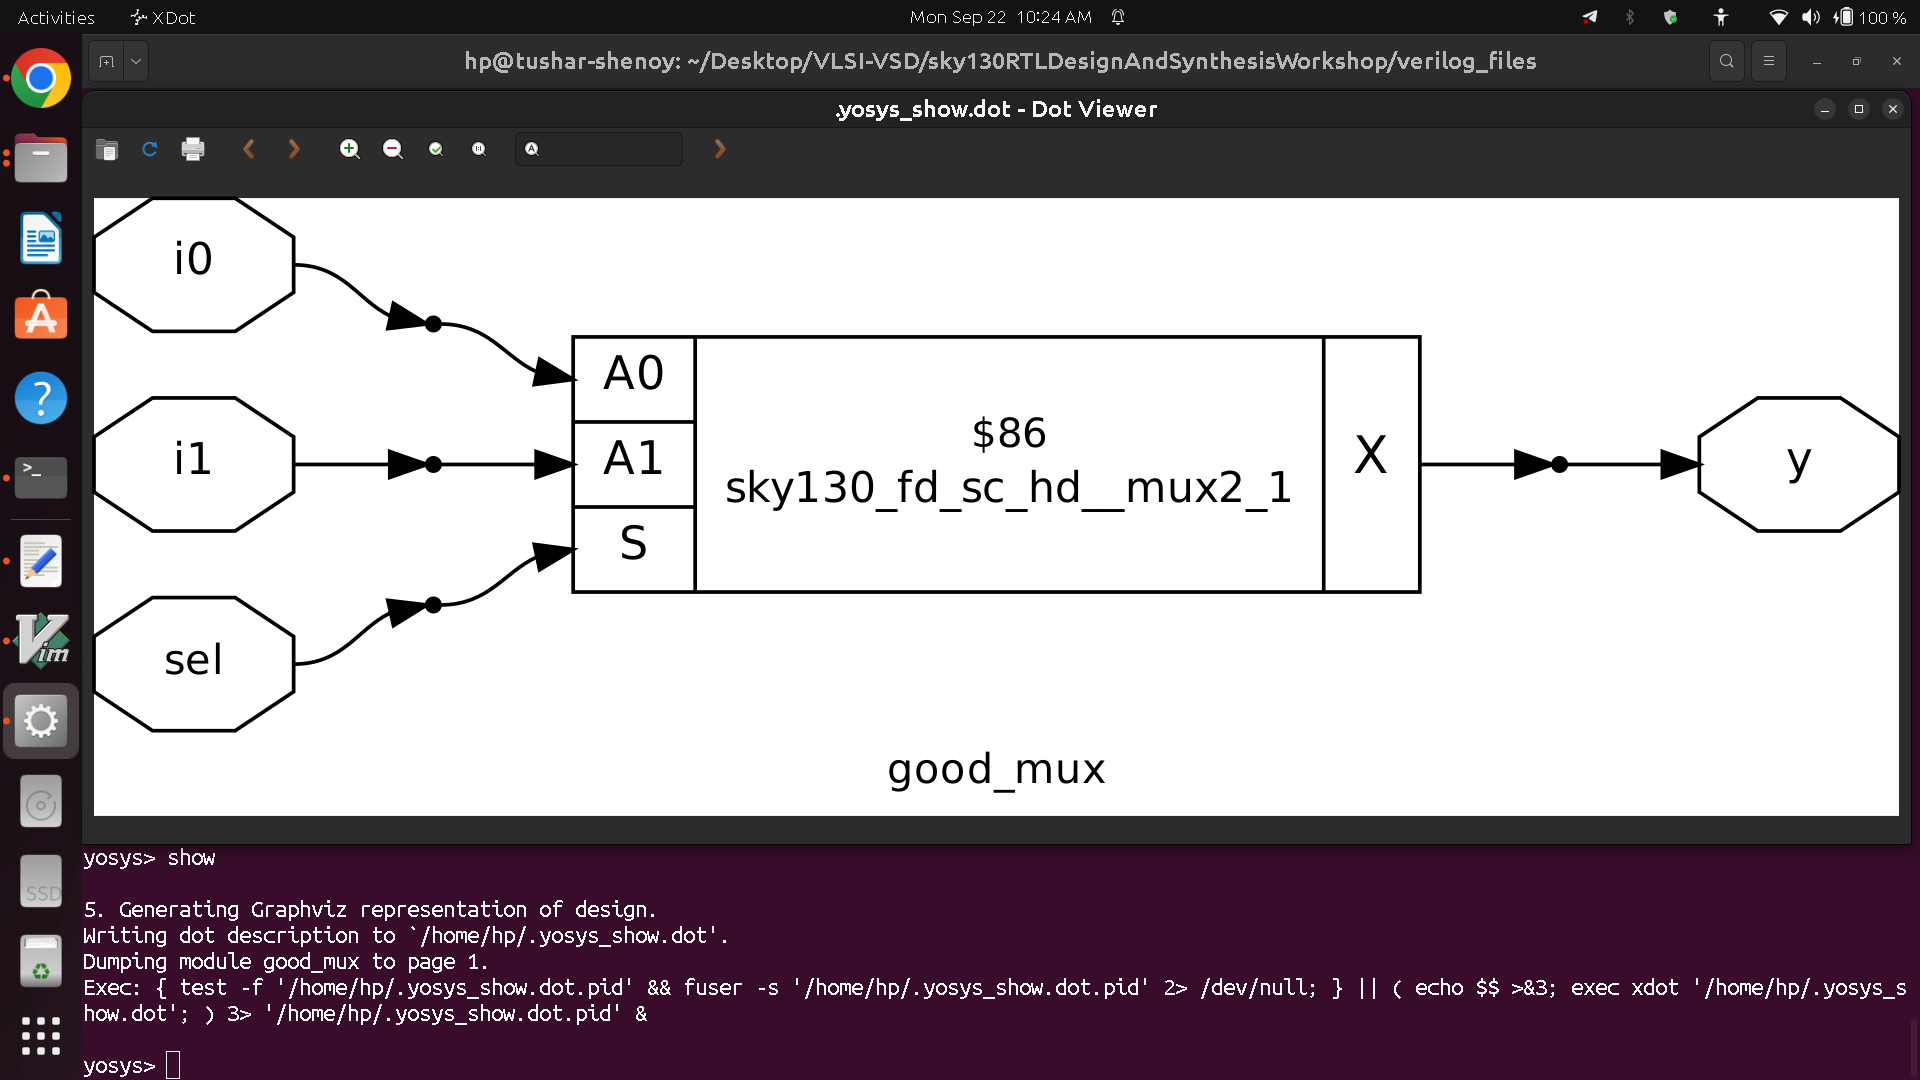 Activities
XDot
Mon Sep 22 10:24 AM
100 %
hp@tushar-shenoy: ~/Desktop/VLSI-VSD/sky130RTLDesignAndSynthesisWorkshop/verilog_files
.yosys_show.dot - Dot Viewer
i0
A0
i1
A1
$86
sky130_fd_sc_hd__mux2_1
X
y
S
sel
good_mux
SSD
yosys> show
5. Generating Graphviz representation of design.
Writing dot description to `/home/hp/.yosys_show.dot'.
Dumping module good_mux to page 1.
Exec: { test -f '/home/hp/.yosys_show.dot.pid' && fuser -s '/home/hp/.yosys_show.dot.pid' 2> /dev/null; } || ( echo $$ >&3; exec xdot '/home/hp/.yosys_s
how.dot'; ) 3> '/home/hp/.yosys_show.dot.pid' &
yosys>